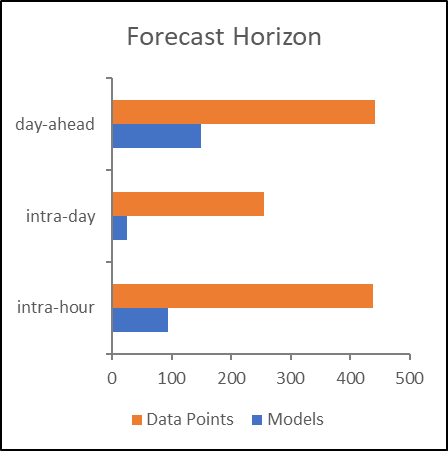 Forecast Horizon
day-ahead
intra-day
intra-hour
0 100 200 300 400 500
Data Points Models